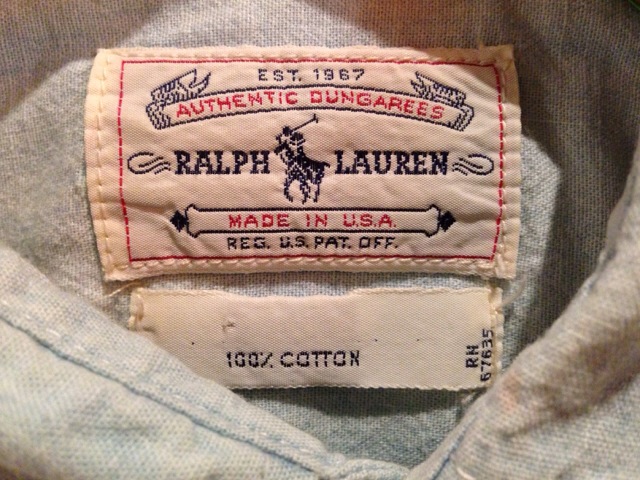 EST. 1967
AUTHENTIC DUNGAREES
RALPH LAUREN
MADE IN U.S.A.
REG. U.S. PAT. OFF.
100% COTTON
RN
67635